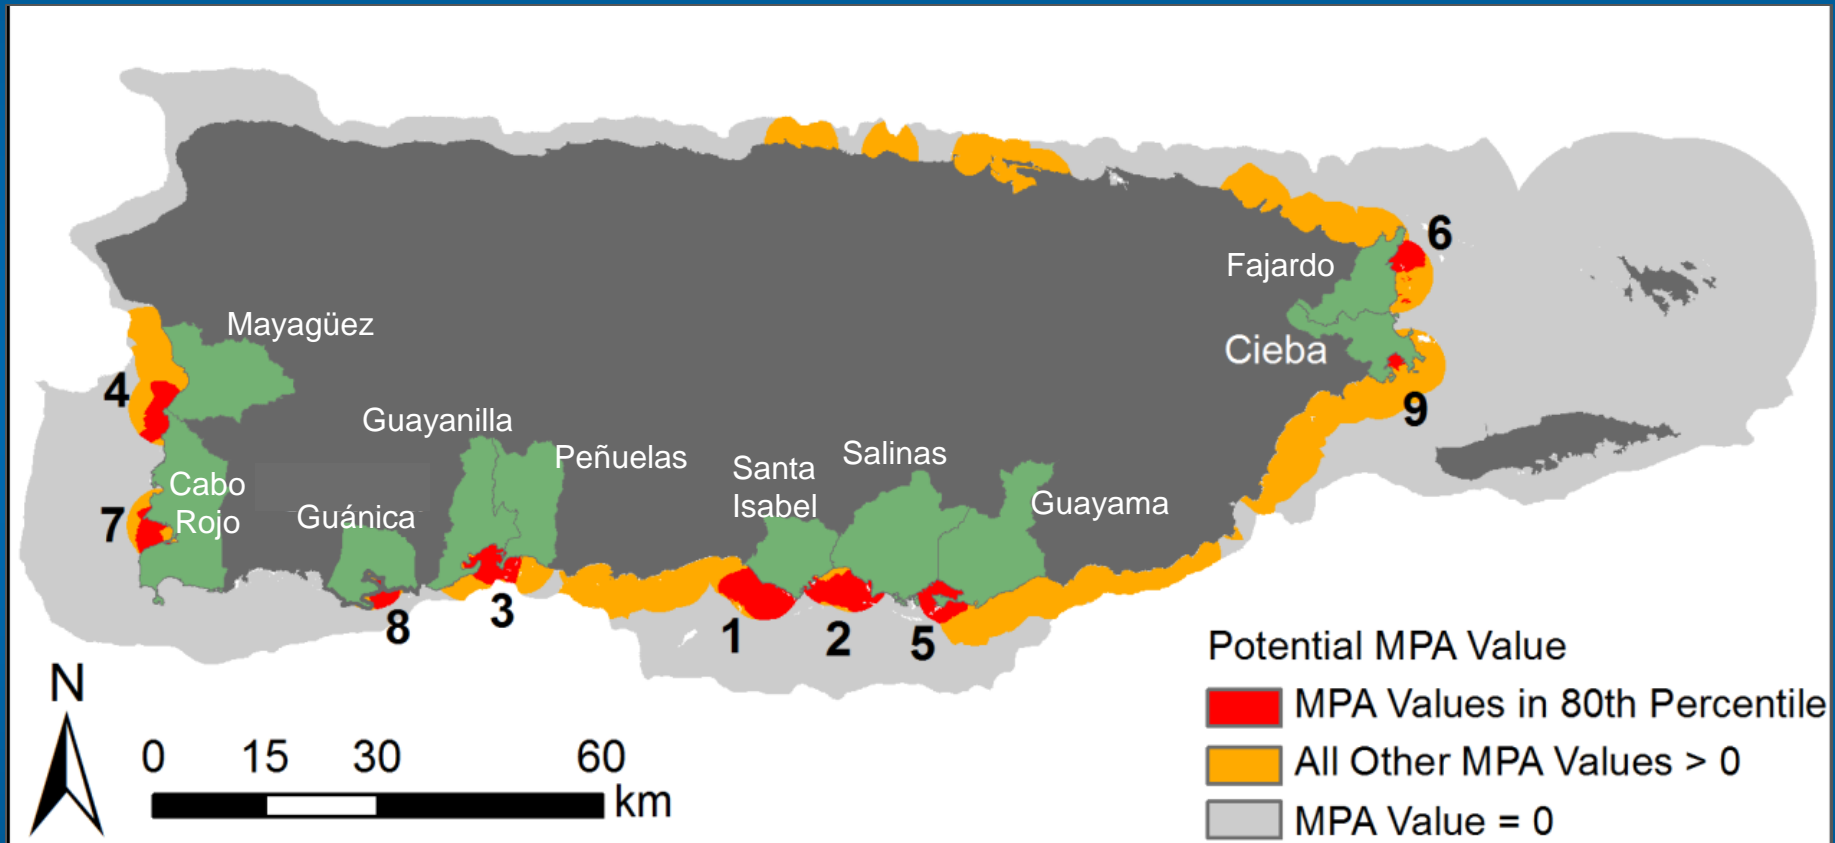 6
Fajardo
Mayagüez
Cieba
4
Guayanilla
9
Peñuelas
Salinas
Santa
Isabel
Cabo
Rojo
Guayama
7
Guánica
3
8
1
2
5
Potential MPA Value
N
MPA Values in 80th Percentile
0 15 30 60
All Other MPA Values > 0
km
MPA Value = 0